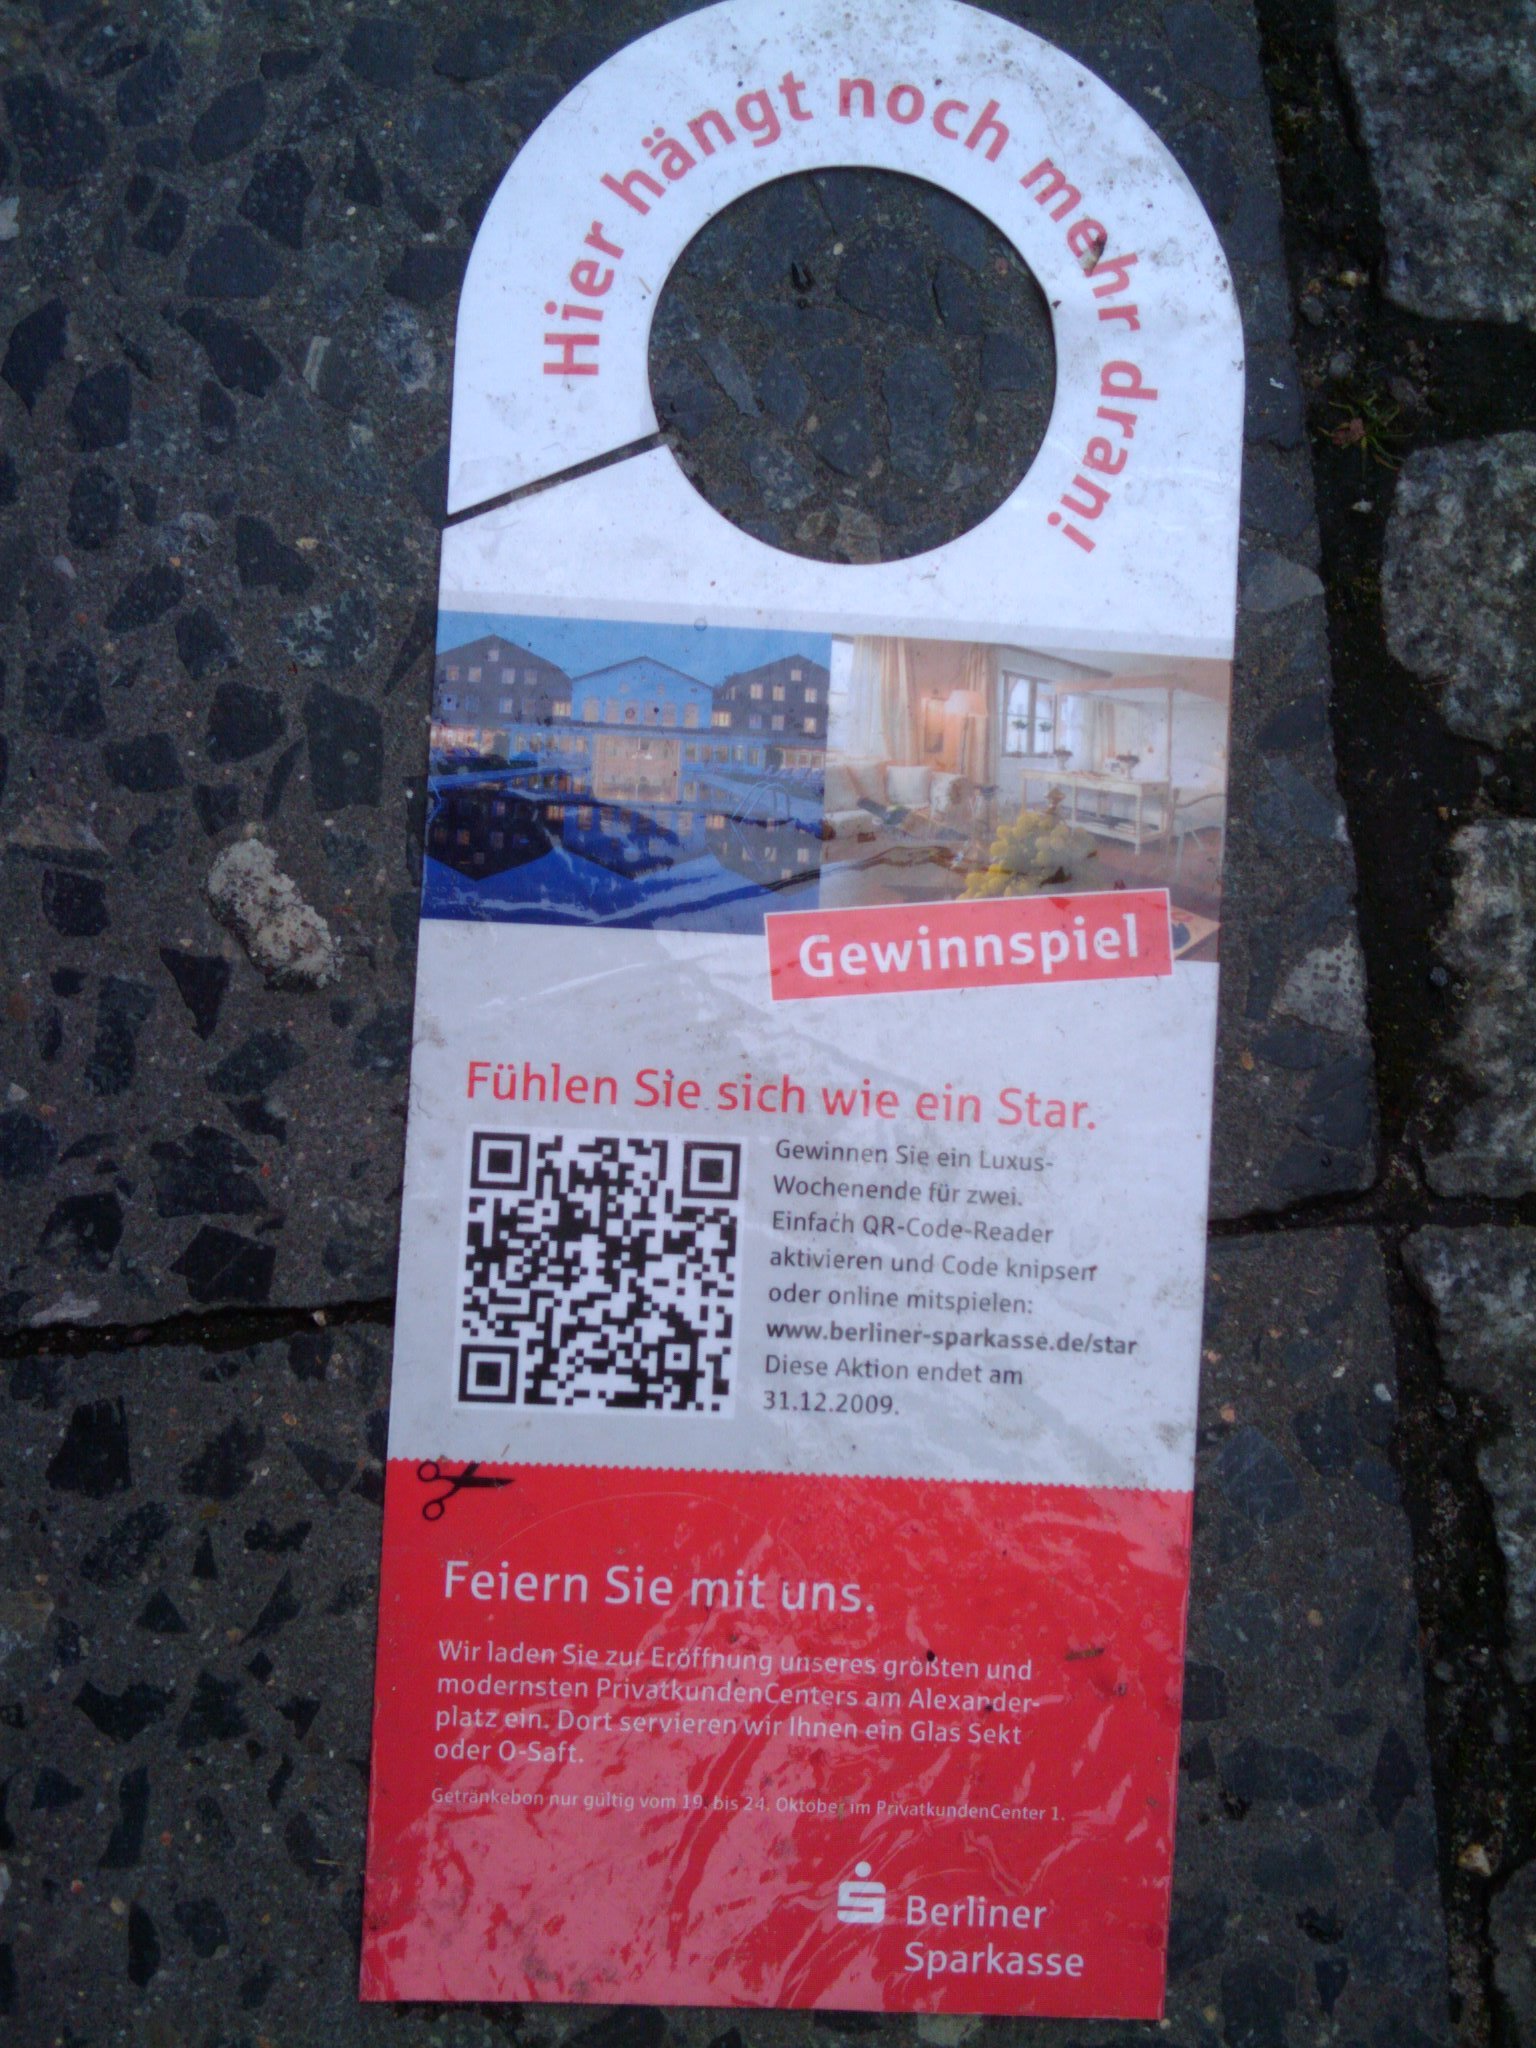 Hier hängt noch mehr dran!
Gewinnspiel
Fühlen Sie sich wie ein Star.
Gewinnen Sie ein Luxus-
Wochenende für zwei.
Einfach QR-Code-Reader
aktivieren und Code knipsen
oder online mitspielen:
www.berliner-sparkasse.de/star
Diese Aktion endet am
31.12.2009.
Feiern Sie mit uns.
Wir laden Sie zur Eröffnung unseres größten und
modernsten PrivatkundenCenters am Alexander-
platz ein. Dort servieren wir Ihnen ein Glas Sekt
oder O-Saft.
Getränkebon nur gültig vom 19. bis 24. Oktober im PrivatkundenCenter 1.
Berliner
Sparkasse